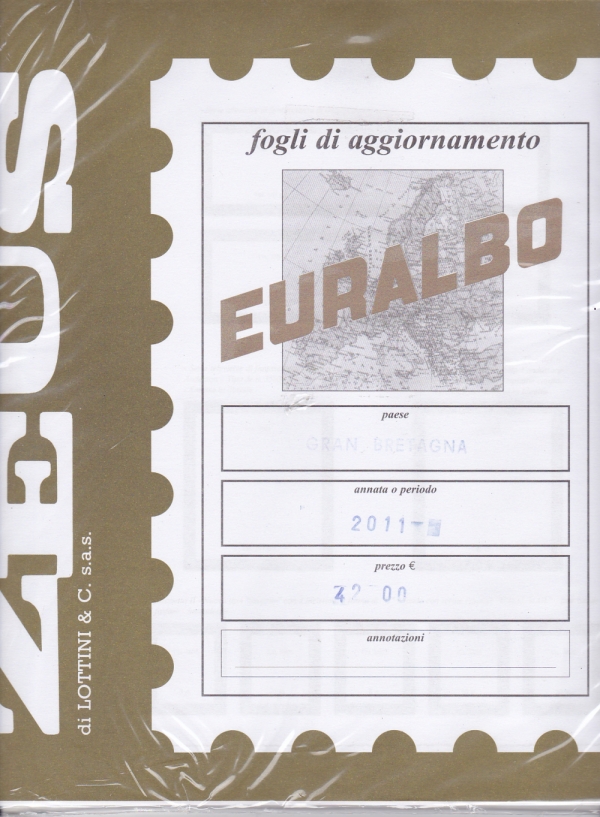 ZEUS
di LOTTINI & C. s.a.s.
fogli di aggiornamento
EURALBO
paese
GRAN BRETAGNA
annata o periodo
2011-
prezzo €
42 00
annotazioni